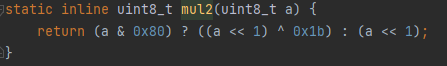 static inline uint8_t mul2(uint8_t a) {
    return (a & 0x80) ? ((a << 1) ^ 0x1b) : (a << 1);
}